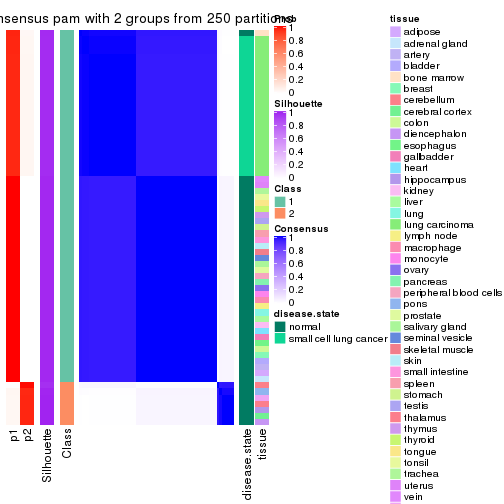 nsensus pam with 2 groups from 250 partitions
Prob
1
0.8
0.6
0.4
0.2
0
Silhouette
1
0.8
0.6
0.4
0.2
0
Class
1
2
Consensus
1
0.8
0.6
0.4
0.2
0
disease.state
normal
small cell lung cancer
tissue
adipose
adrenal gland
artery
bladder
bone marrow
breast
cerebellum
cerebral cortex
colon
diencephalon
esophagus
galbadder
heart
hippocampus
kidney
liver
lung
lung carcinoma
lymph node
macrophage
monocyte
ovary
pancreas
peripheral blood cells
pons
prostate
salivary gland
seminal vesicle
skeletal muscle
skin
small intestine
spleen
stomach
testis
thalamus
thymus
thyroid
tongue
tonsil
trachea
uterus
vein
p1
p2
Silhouette
Class
disease.state
tissue